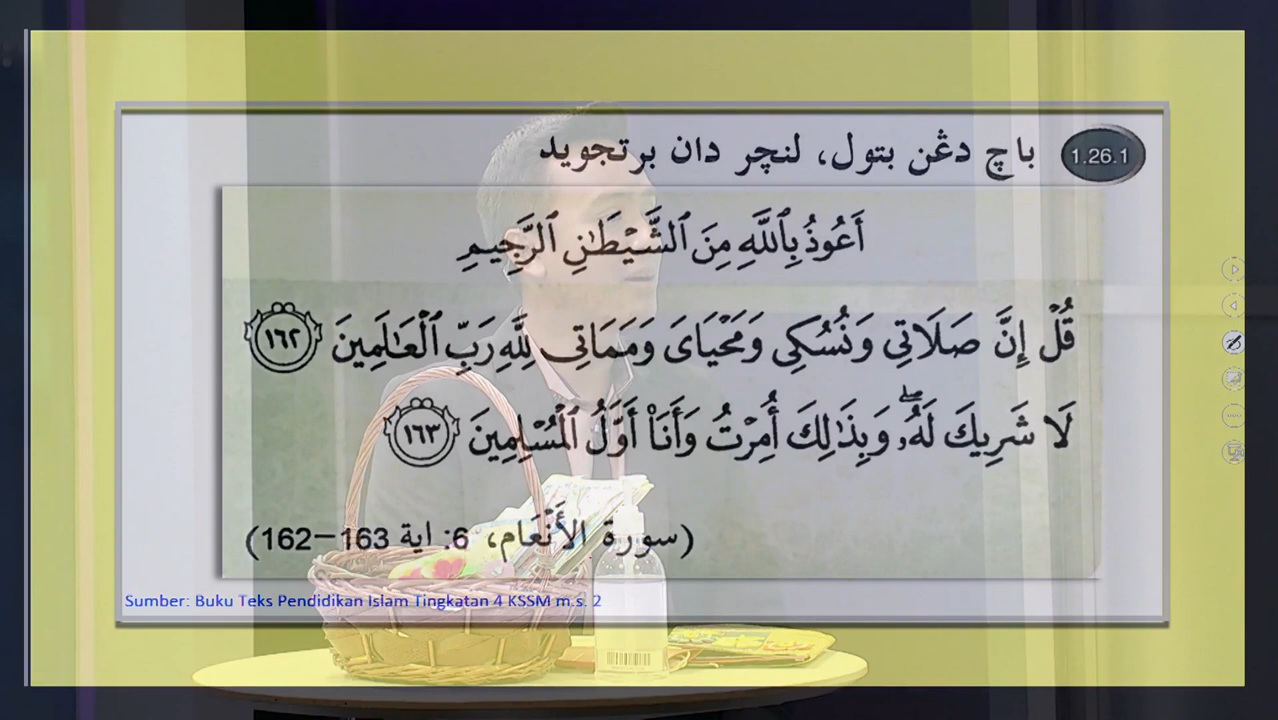 1.26.1 باچ دڠن بتول، لنچر دان برتجويد
أَعُوذُ بِٱللَّهِ مِنَ ٱلشَّيْطَٰنِ ٱلرَّجِيمِ
قُلْ إِنَّ صَلَاتِي وَنُسُكِي وَمَحْيَايَ وَمَمَاتِي لِلَّهِ رَبِّ ٱلْعَٰلَمِينَ ١٦٢
لَا شَرِيكَ لَهُۥۖ وَبِذَٰلِكَ أُمِرْتُ وَأَنَا۠ أَوَّلُ ٱلْمُسْلِمِينَ ١٦٣
(سورة الأَنْعَام، 6: اية 163–162)
Sumber: Buku Teks Pendidikan Islam Tingkatan 4 KSSM m.s. 2